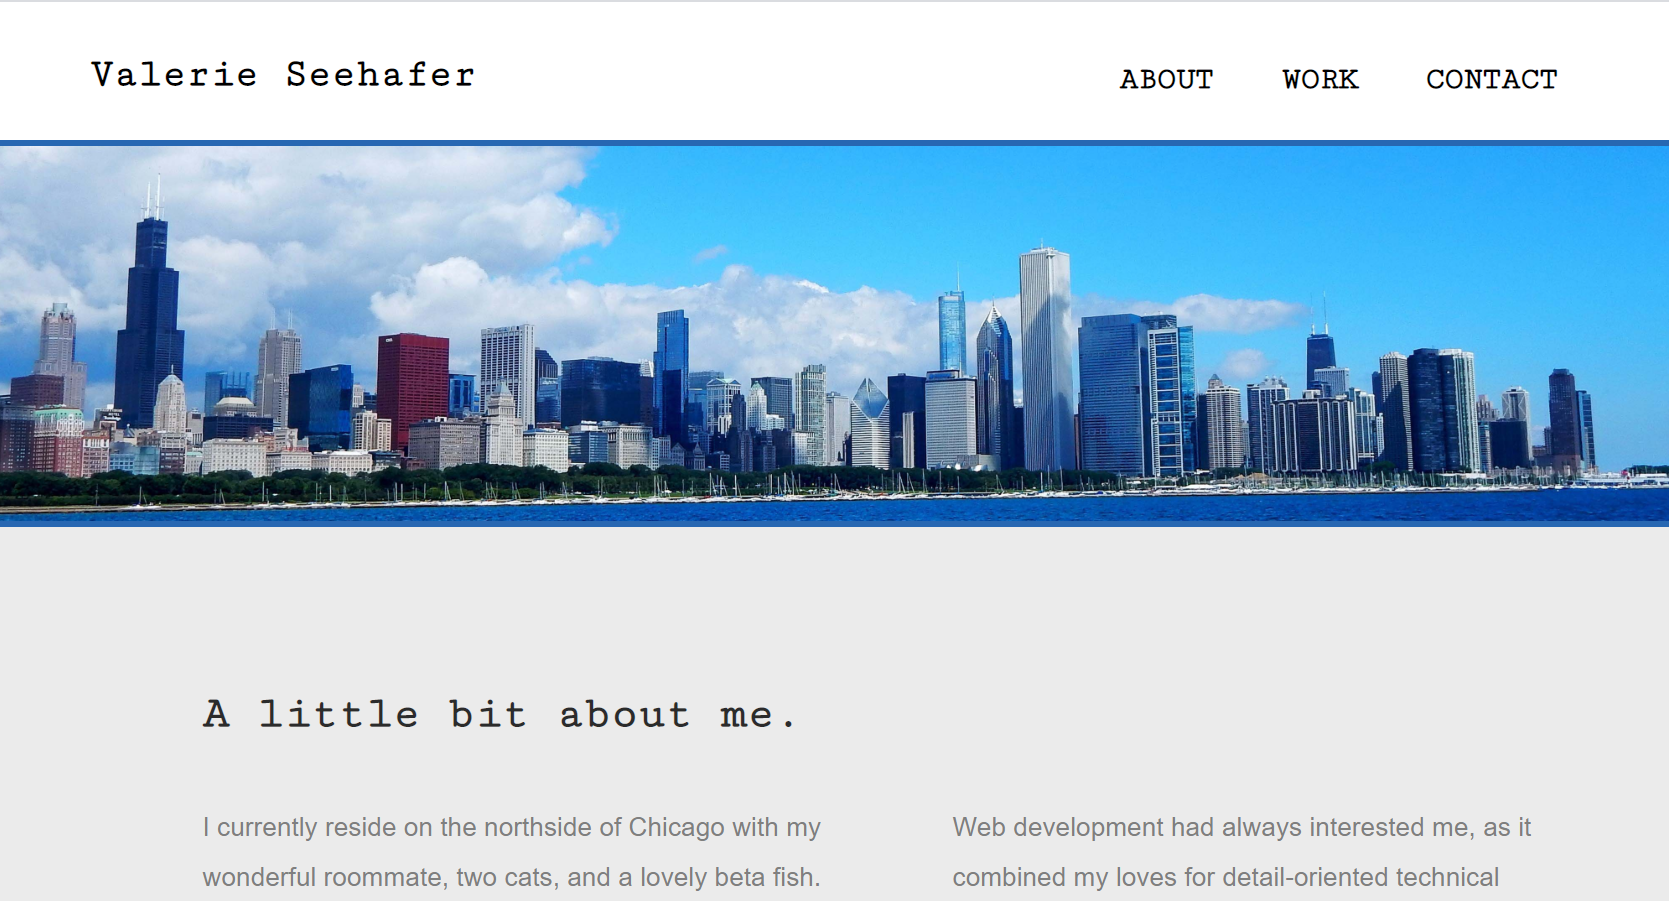 Valerie Seehafer
ABOUT WORK CONTACT
A little bit about me.
I currently reside on the northside of Chicago with my
wonderful roommate, two cats, and a lovely beta fish.
Web development had always interested me, as it
combined my loves for detail-oriented technical